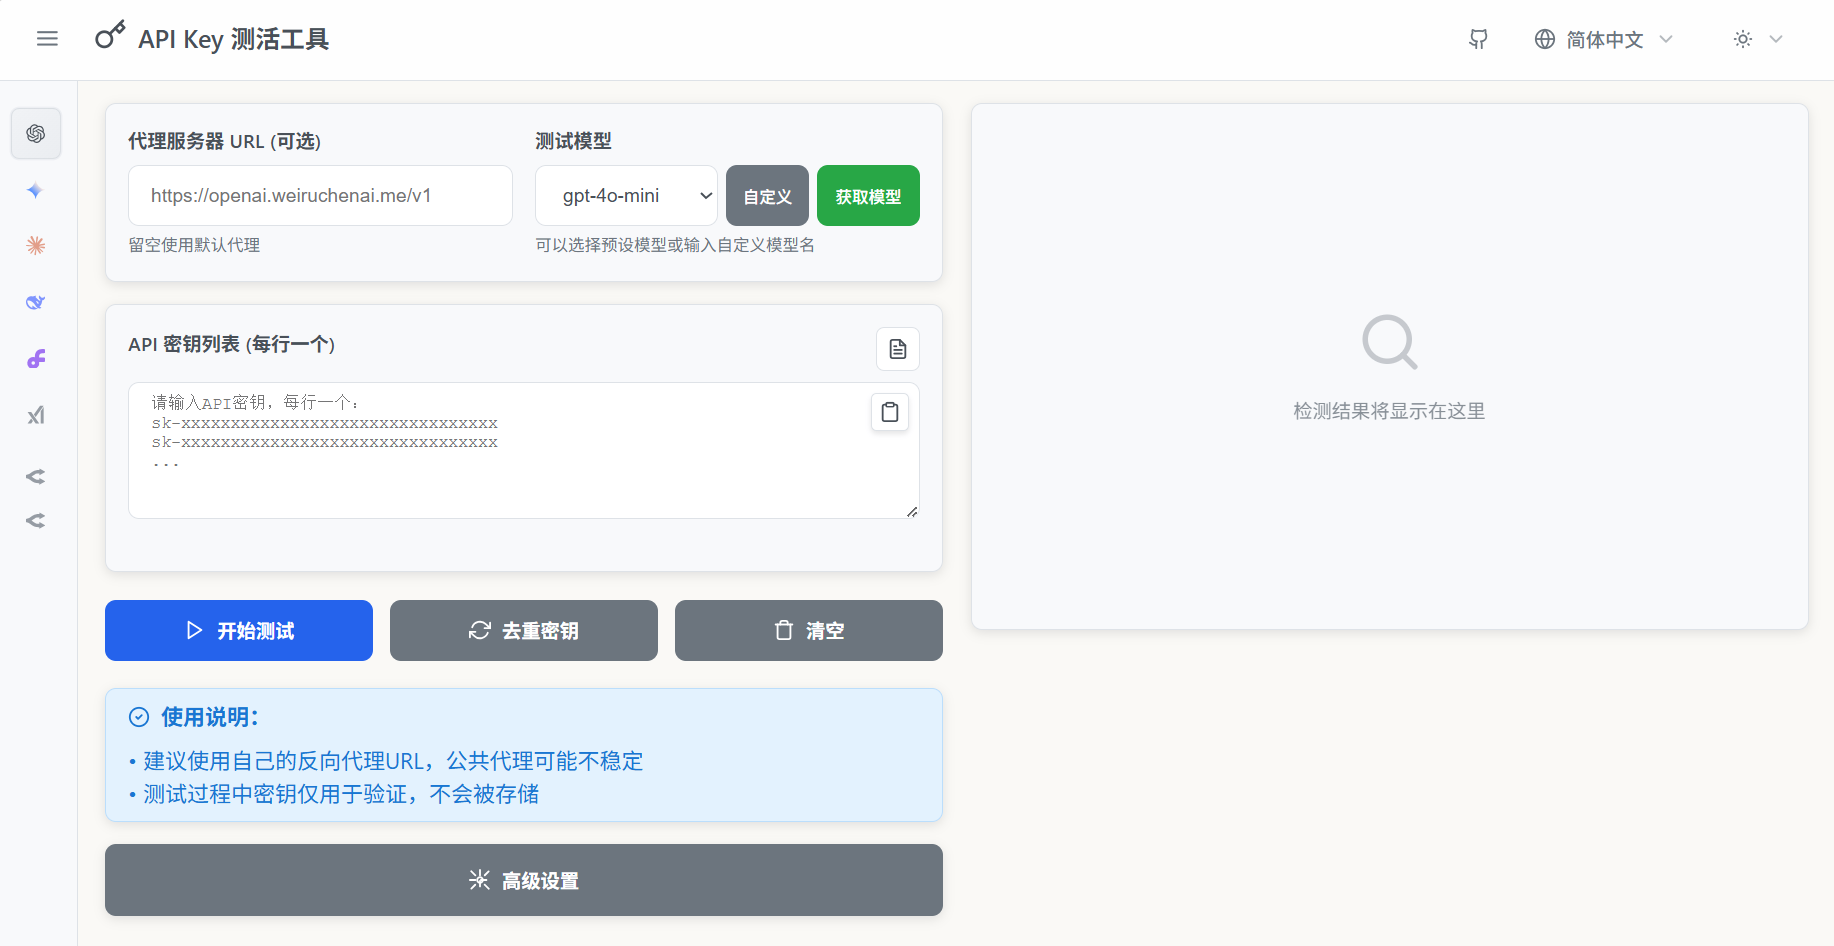 API Key 测活工具
简体中文
代理服务器 URL (可选)
https://openai.weiruchenai.me/v1
留空使用默认代理
测试模型
gpt-4o-mini
自定义
获取模型
可以选择预设模型或输入自定义模型名
API 密钥列表 (每行一个)
请输入API密钥，每行一个：
sk-xxxxxxxxxxxxxxxxxxxxxxxxxxxxxxxx
sk-xxxxxxxxxxxxxxxxxxxxxxxxxxxxxxxx
...
开始测试
去重密钥
清空
使用说明：
• 建议使用自己的反向代理URL，公共代理可能不稳定
• 测试过程中密钥仅用于验证，不会被存储
高级设置
检测结果将显示在这里